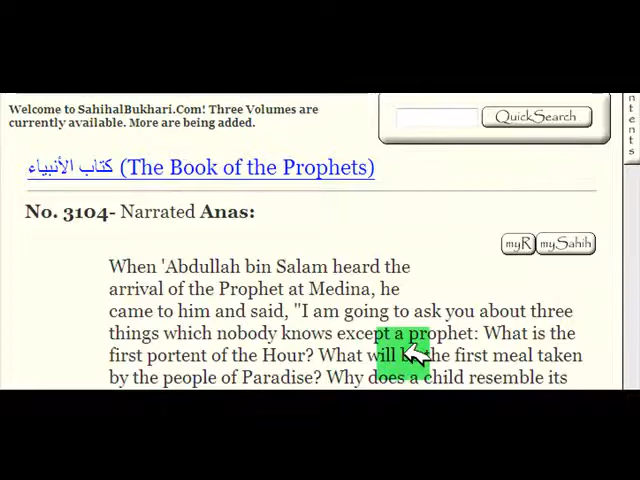 Welcome to SahihalBukhari.Com! Three Volumes are
currently available. More are being added.
QuickSearch
ntents
كتاب الأنبياء (The Book of the Prophets)
No. 3104- Narrated Anas:
myR mySahih
When 'Abdullah bin Salam heard the
arrival of the Prophet at Medina, he
came to him and said, "I am going to ask you about three
things which nobody knows except a prophet: What is the
first portent of the Hour? What will be the first meal taken
by the people of Paradise? Why does a child resemble its